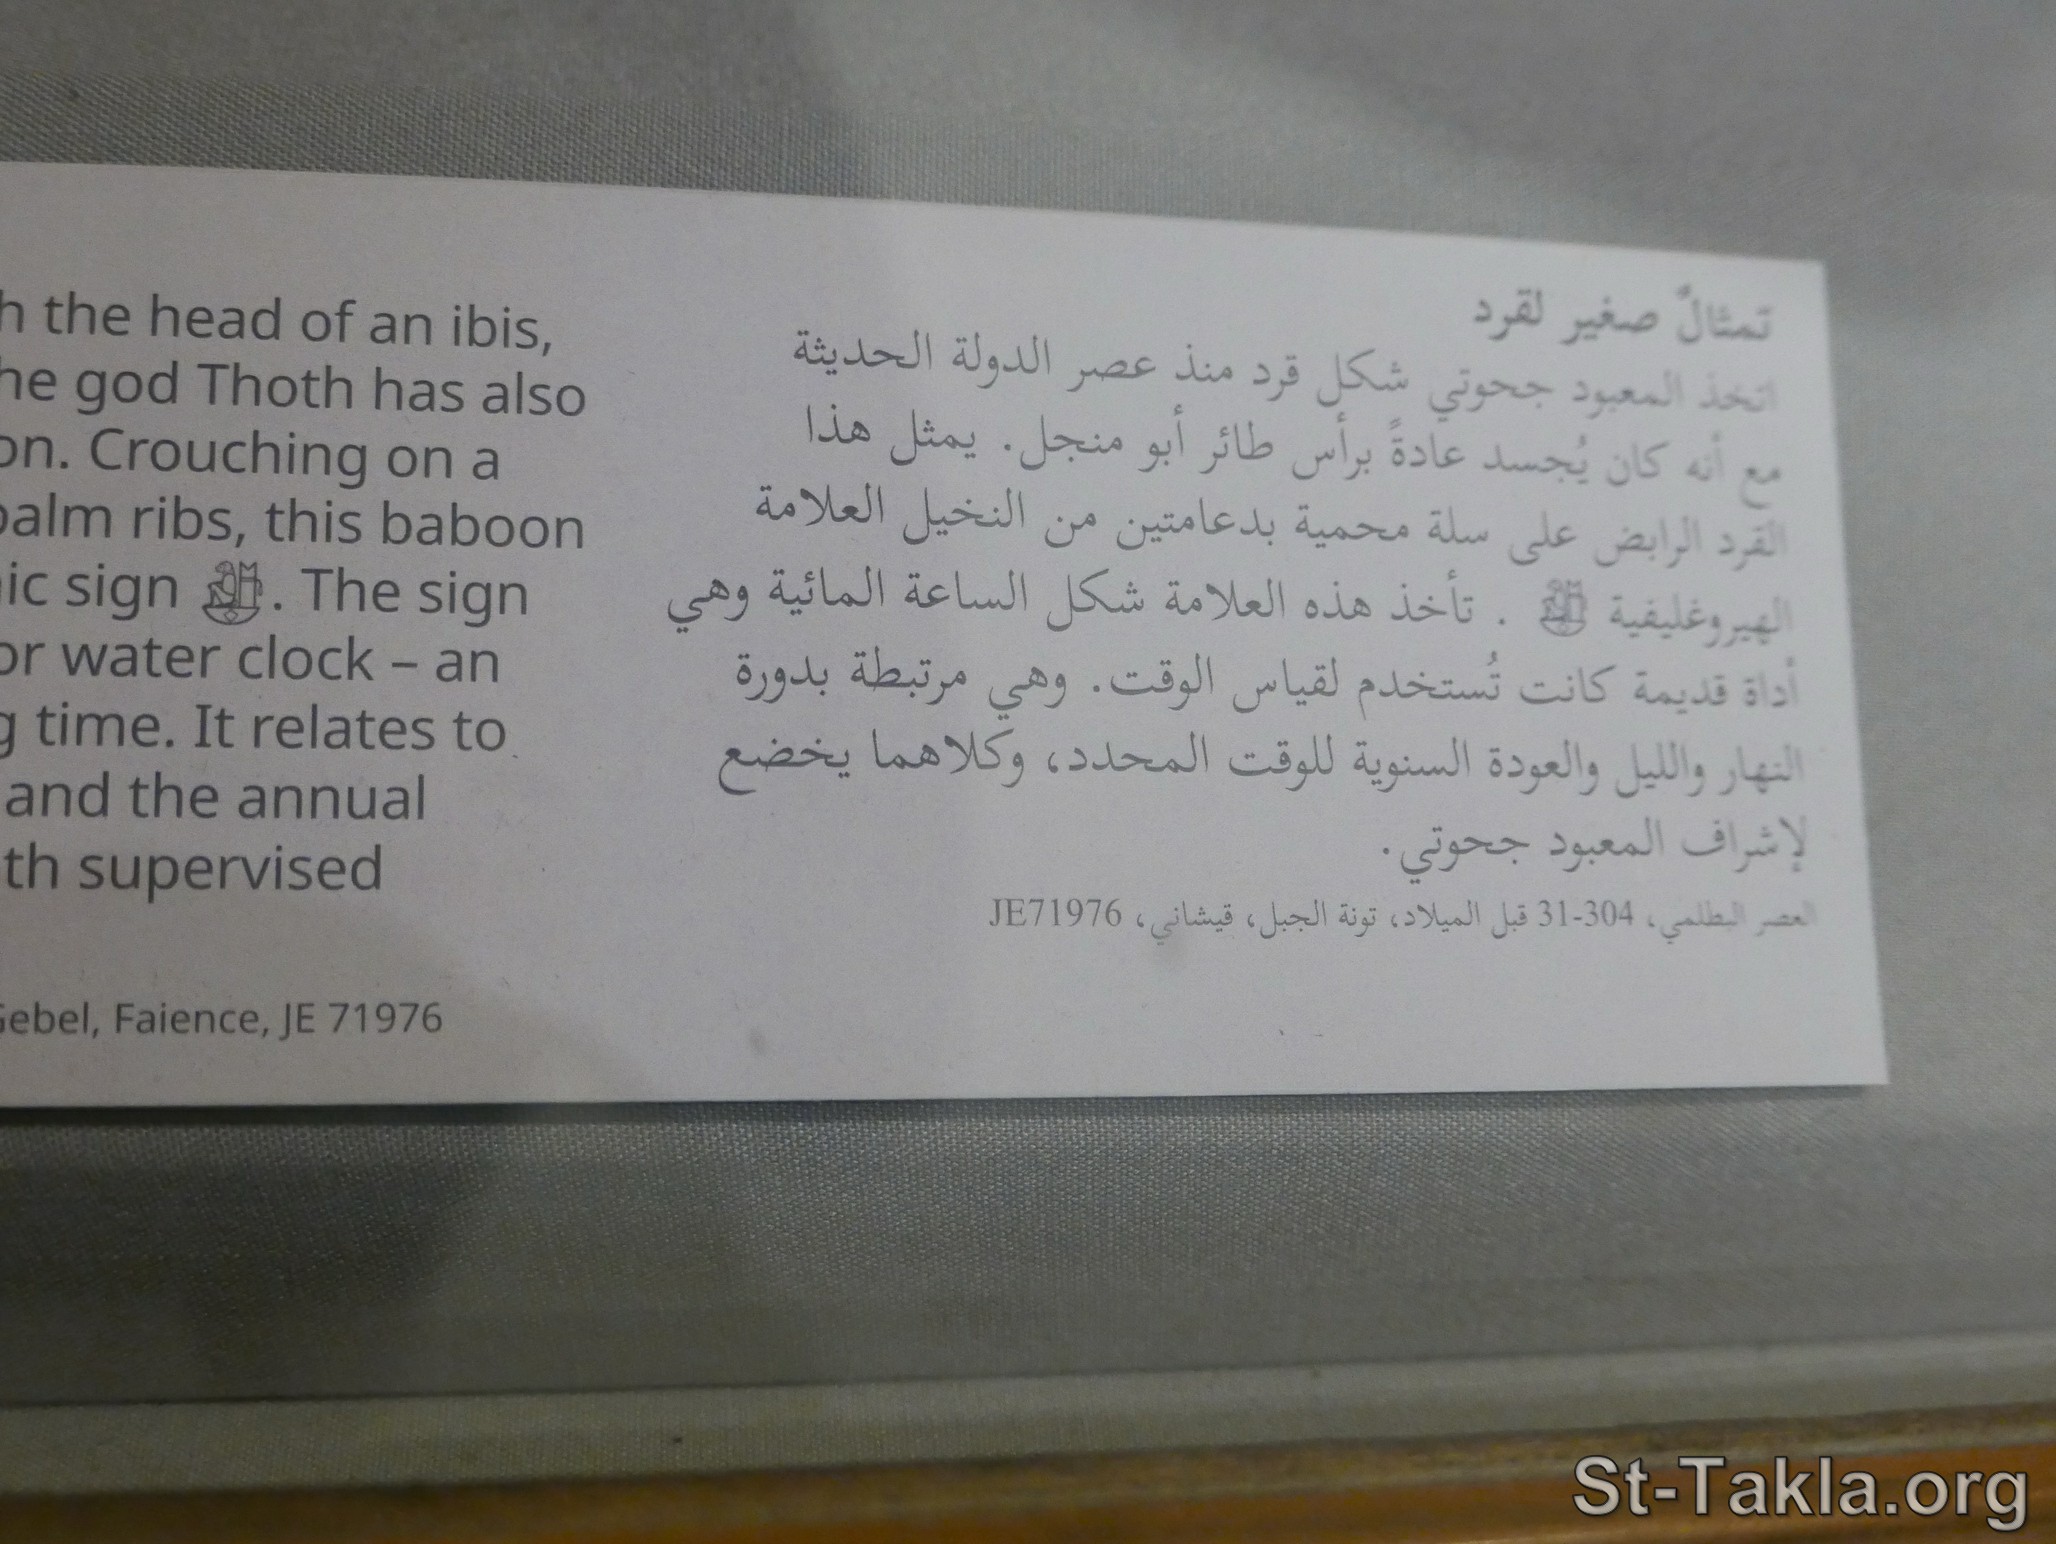 h the head of an ibis,
he god Thoth has also
on. Crouching on a
palm ribs, this baboon
ic sign . The sign
or water clock – an
g time. It relates to
and the annual
th supervised
Gebel, Faience, JE 71976
تمثالٌ صغير لقرد
اتخذ المعبود جحوتي شكل قرد منذ عصر الدولة الحديثة
مع أنه كان يُجسد عادةً برأس طائر أبو منجل. يمثل هذا
القرد الرابض على سلة محمية بدعامتين من النخيل العلامة
الهيروغليفية . تأخذ هذه العلامة شكل الساعة المائية وهي
أداة قديمة كانت تُستخدم لقياس الوقت. وهي مرتبطة بدورة
النهار والليل والعودة السنوية للوقت المحدد، وكلاهما يخضع
لإشراف المعبود جحوتي.
العصر البطلمي، 304-31 قبل الميلاد، تونة الجبل، قيشاني، JE71976
St-Takla.org